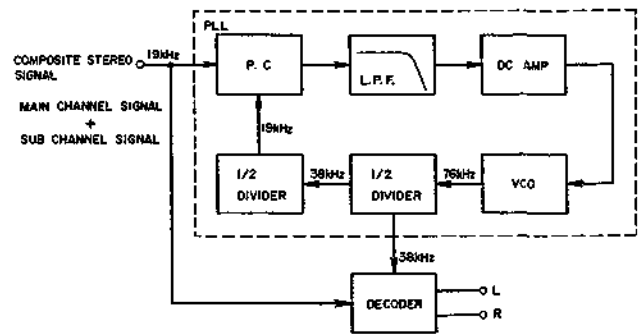 PLL
COMPOSITE STEREO
SIGNAL
19kHz
P. C
L.P.F.
DC AMP
MAIN CHANNEL SIGNAL
+
SUB CHANNEL SIGNAL
19kHz
1/2
DIVIDER
38kHz
1/2
DIVIDER
76kHz
VCO
38kHz
DECODER
L
R